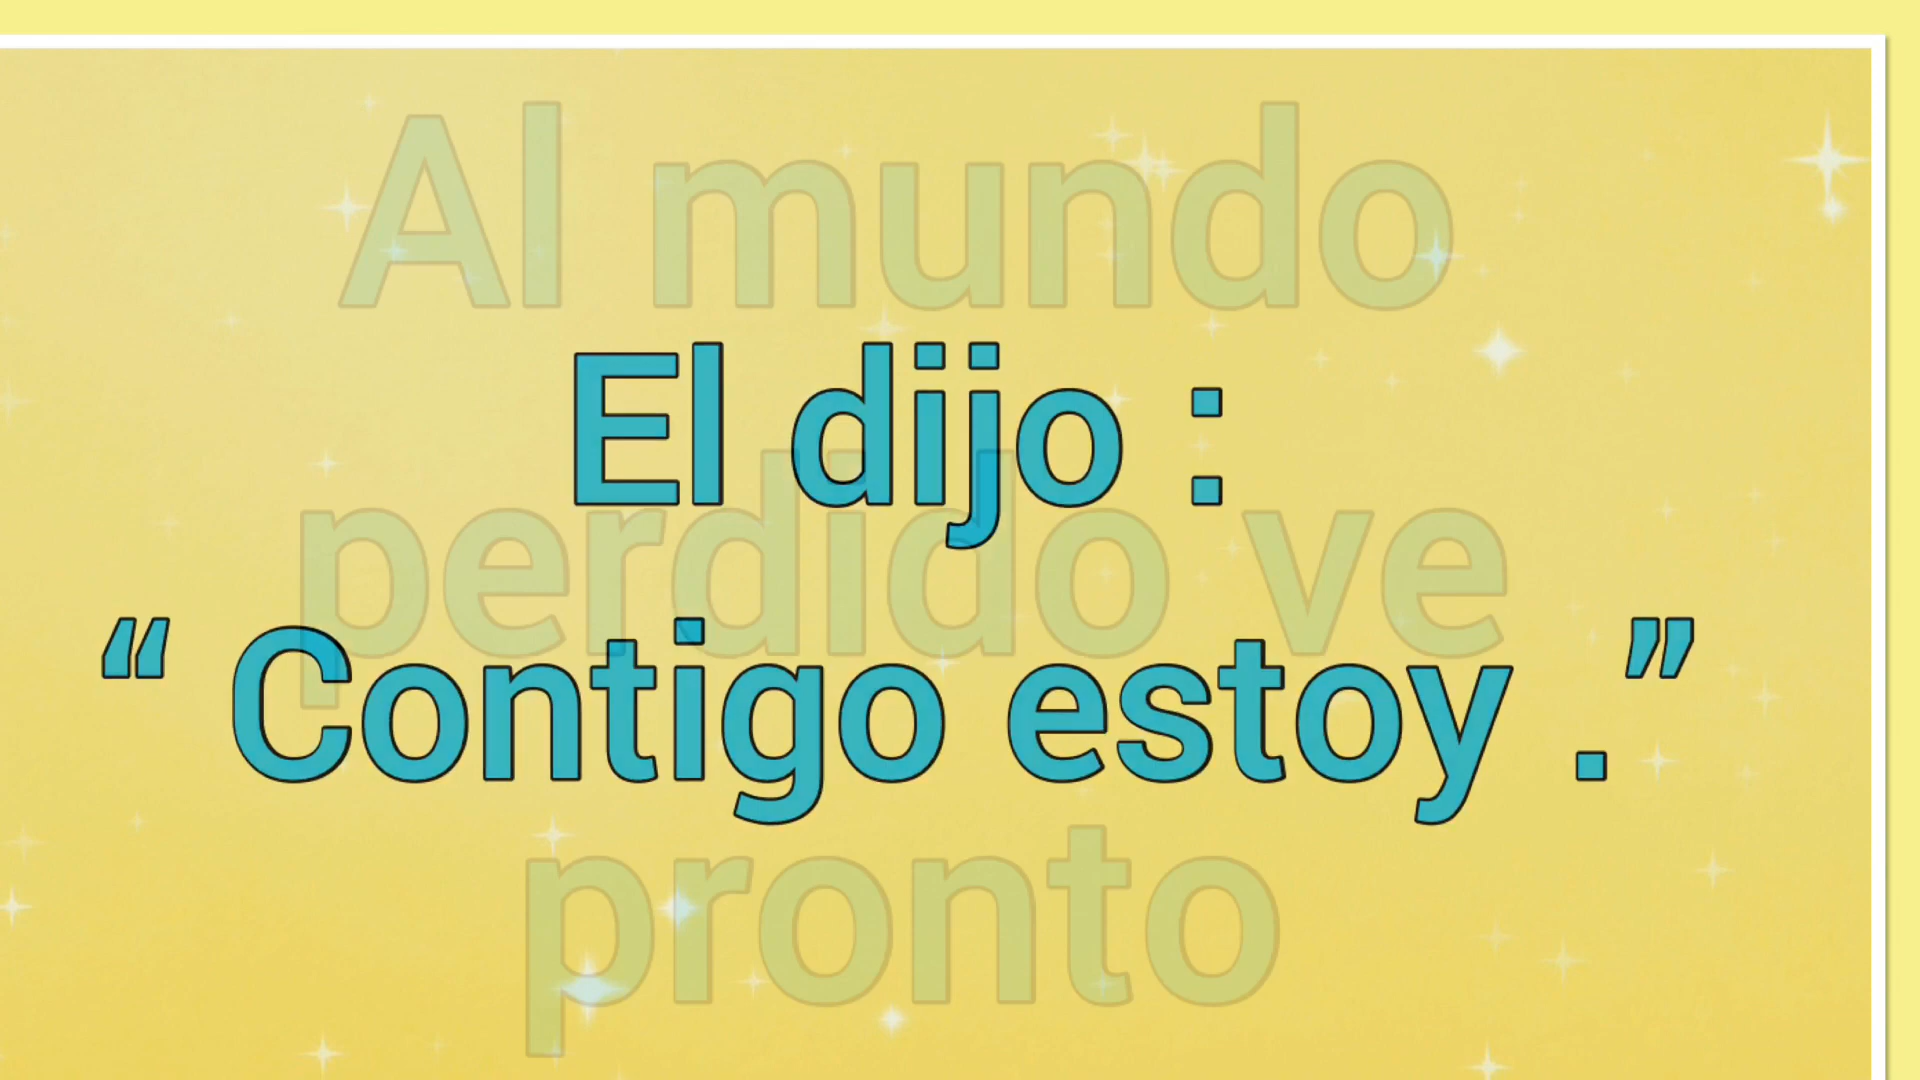 Al mundo
El dijo :
perdido ve
“ Contigo estoy .”
pronto